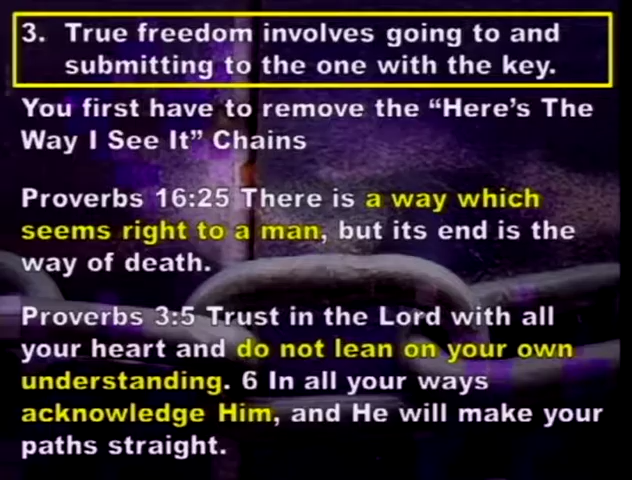 3. True freedom involves going to and
submitting to the one with the key.
You first have to remove the “Here’s The
Way I See It” Chains
Proverbs 16:25 There is a way which
seems right to a man, but its end is the
way of death.
Proverbs 3:5 Trust in the Lord with all
your heart and do not lean on your own
understanding. 6 In all your ways
acknowledge Him, and He will make your
paths straight.